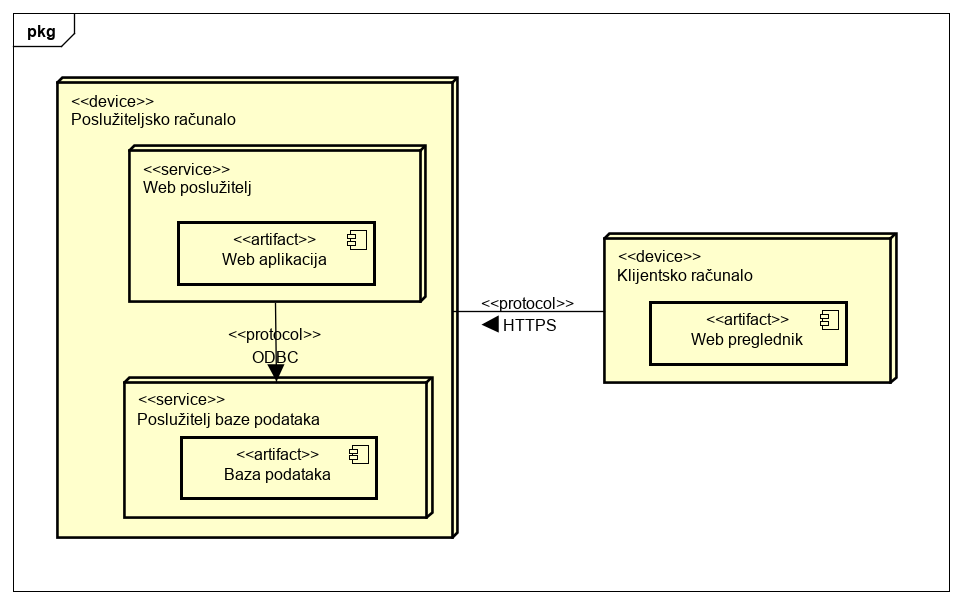 pkg
<<device>>
Poslužiteljsko računalo
<<service>>
Web poslužitelj
<<artifact>>
Web aplikacija
<<protocol>>
ODBC
<<service>>
Poslužitelj baze podataka
<<artifact>>
Baza podataka
<<protocol>>
HTTPS
<<device>>
Klijentsko računalo
<<artifact>>
Web preglednik